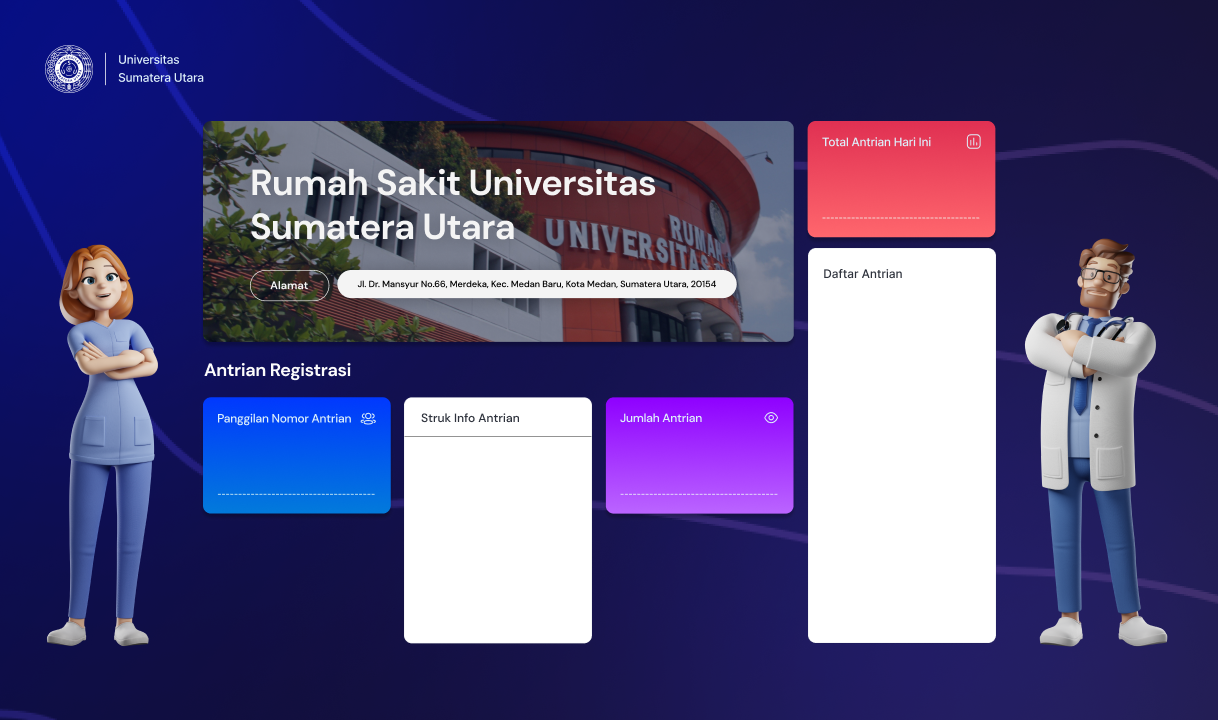 Universitas
Sumatera Utara
Rumah Sakit Universitas
Sumatera Utara
Alamat
Jl. Dr. Mansyur No.66, Merdeka, Kec. Medan Baru, Kota Medan, Sumatera Utara, 20154
RUMAH
UNIVERSITAS
Total Antrian Hari Ini
Daftar Antrian
Antrian Registrasi
Panggilan Nomor Antrian
Struk Info Antrian
Jumlah Antrian